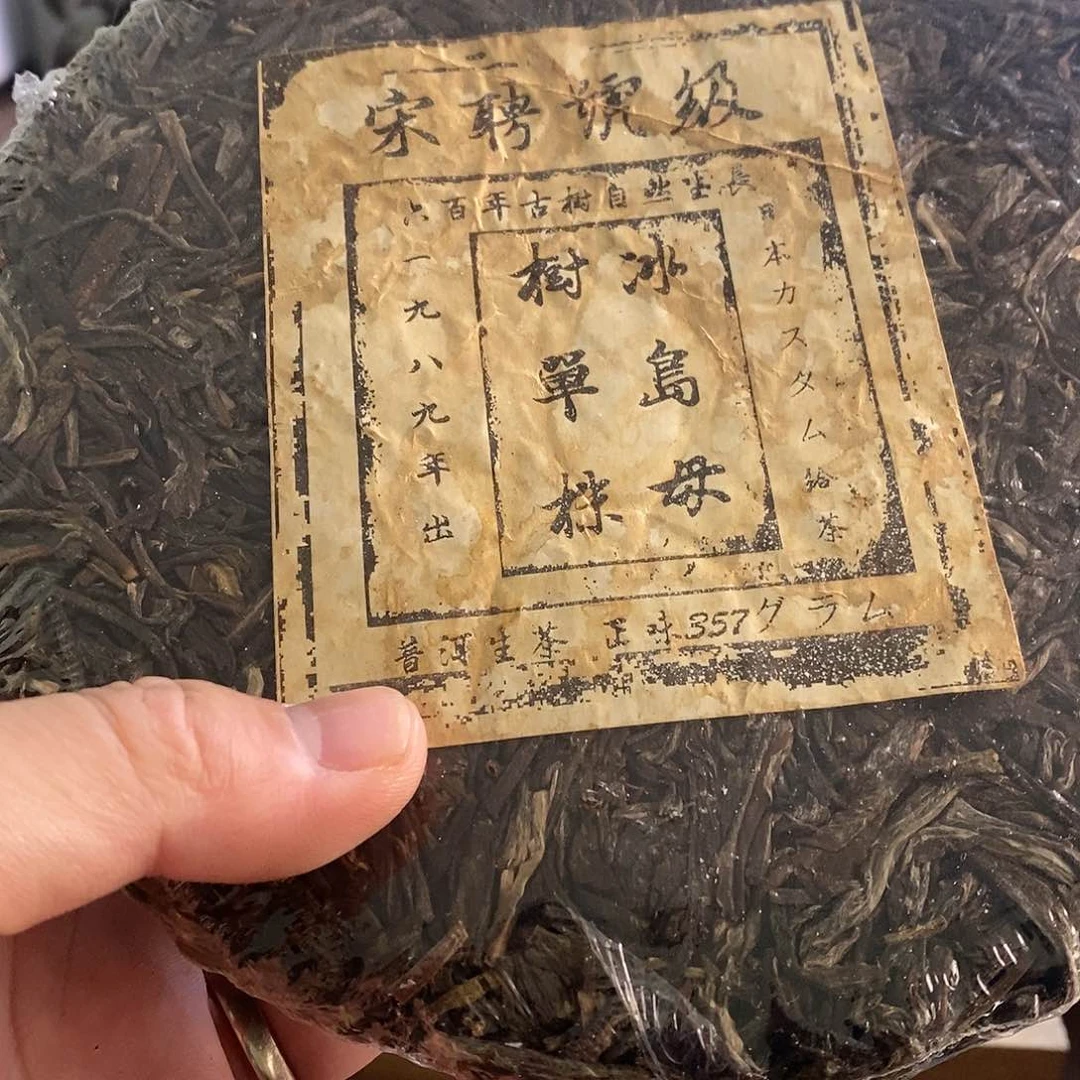 宋聘號級
六百年古樹自然生長
日本カスタム給茶
冰島母
樹單株
一九八九年出
普洱生茶 正味357グラム